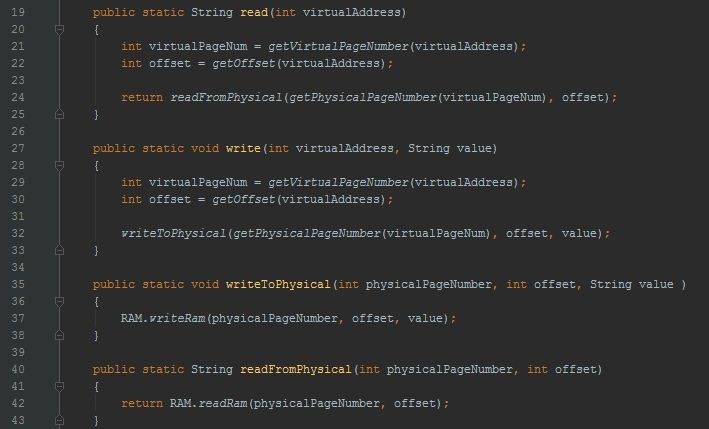 19 public static String read(int virtualAddress)
20 {
21 int virtualPageNum = getVirtualPageNumber(virtualAddress);
22 int offset = getOffset(virtualAddress);
23
24 return readFromPhysical(getPhysicalPageNumber(virtualPageNum), offset);
25 }
26
27 public static void write(int virtualAddress, String value)
28 {
29 int virtualPageNum = getVirtualPageNumber(virtualAddress);
30 int offset = getOffset(virtualAddress);
31
32 writeToPhysical(getPhysicalPageNumber(virtualPageNum), offset, value);
33 }
34
35 public static void writeToPhysical(int physicalPageNumber, int offset, String value )
36 {
37 RAM.writeRam(physicalPageNumber, offset, value);
38 }
39
40 public static String readFromPhysical(int physicalPageNumber, int offset)
41 {
42 return RAM.readRam(physicalPageNumber, offset);
43 }